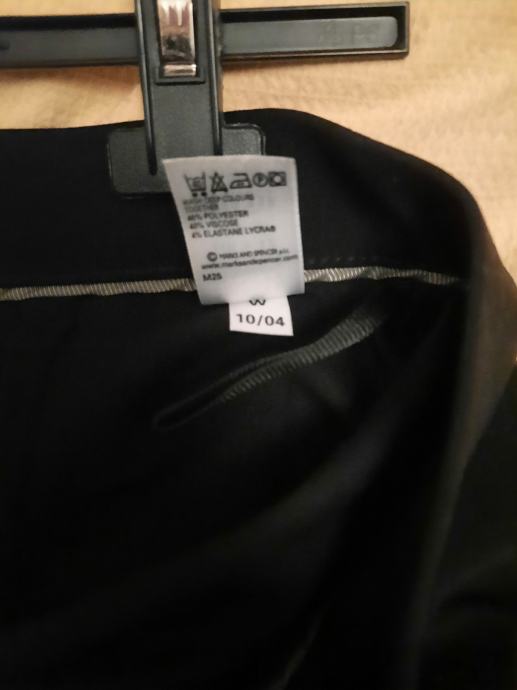 WASH DEEP COLOURS
TOGETHER
48% POLYESTER
48% VISCOSE
4% ELASTANE LYCRA®
© MARKS AND SPENCER p.l.c.
www.marksandspencer.com
M25
W
10/04